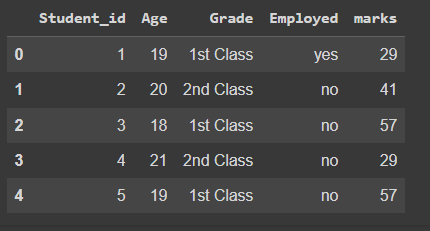 Student_id Age Grade Employed marks
0 1 19 1st Class yes 29
1 2 20 2nd Class no 41
2 3 18 1st Class no 57
3 4 21 2nd Class no 29
4 5 19 1st Class no 57